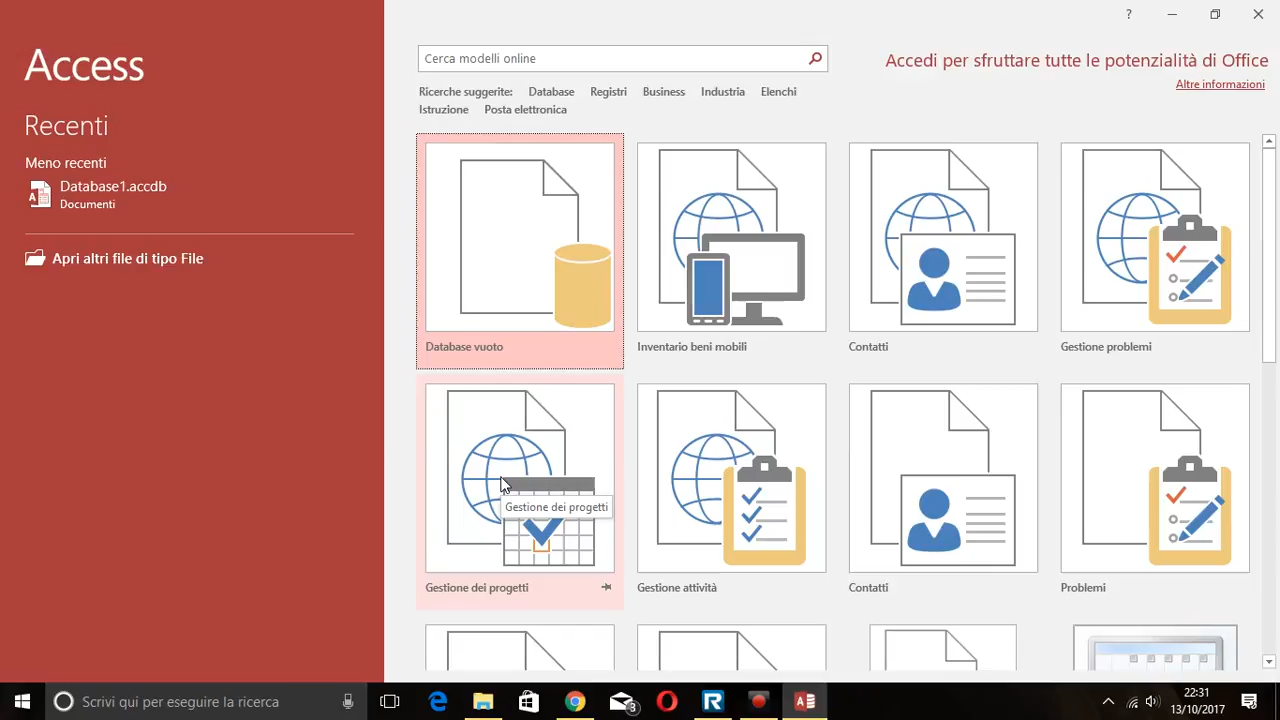 Access
Recenti
Meno recenti
Database1.accdb
Documenti
Apri altri file di tipo File
?
Cerca modelli online
Accedi per sfruttare tutte le potenzialità di Office
Altre informazioni
Ricerche suggerite: Database Registri Business Industria Elenchi
Istruzione Posta elettronica
Database vuoto
Inventario beni mobili
Contatti
Gestione problemi
Gestione dei progetti
Gestione dei progetti
Gestione attività
Contatti
Problemi
Scrivi qui per eseguire la ricerca
3
22:31
13/10/2017